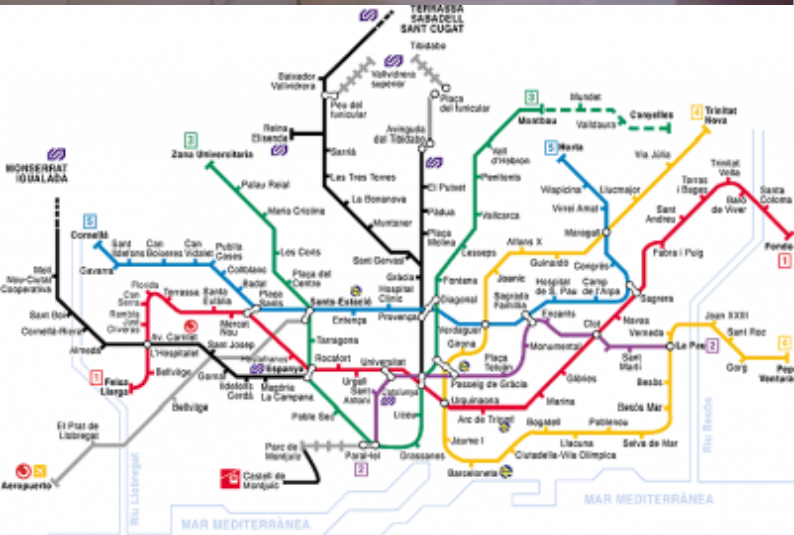 TERRASSA
SABADELL
SANT CUGAT
Tibidabo
Baixador
Vallvidrera
Vallvidrera
superior
Peu del
funicular
Plaça
del funicular
Avinguda
del Tibidabo
Reina
Elisenda
Sarrià
Les Tres Torres
La Bonanova
Muntaner
Sant Gervasi
Gràcia
El Putxet
Pàdua
Plaça
Molina
3
Montbau
Mundet
Valldaura
Canyelles
4
Trinitat
Nova
Via Júlia
Llucmajor
5
Horta
Vilapicina
Virrei Amat
Maragall
Congrés
Vall
d'Hebron
Penitents
Vallcarca
Lesseps
Fontana
Diagonal
3
Zona Universitaria
Palau Reial
Maria Cristina
Les Corts
Plaça del
Centre
MONSERRAT
IGUALADA
5
Cornellà
Gavarra
Sant
Ildefons
Can
Boixeres
Can
Vidalet
Pubilla
Cases
Collblanc
Badal
Plaça
Sants
Sants-Estació
Entença
Hospital
Clínic
Provença
Verdaguer
Sagrada
Família
Hospital
de S. Pau
Camp
de l'Arpa
Sagrera
Alfons X
Guinardó
Joanic
Trinitat
Vella
Torras
i Bages
Baró
de Viver
Santa
Coloma
Sant
Andreu
Fabra i Puig
Fondo
1
Molí
Nou-Ciutat
Cooperativa
Sant Boi
Cornellà-Riera
Almeda
Florida
Can
Serra
Rambla
Just
Oliveras
Torrassa
Santa
Eulàlia
Mercat
Nou
Av. Carrilet
L'Hospitalet
Sant Josep
Bellvitge
Gornal
Ildefons
Cerdà
Magòria
La Campana
Espanya
Tarragona
Rocafort
Urgell
Universitat
Sant
Antoni
Catalunya
Girona
Encants
Monumental
Plaça
Tetuán
Passeig de Gràcia
Urquinaona
Arc de Triomf
Marina
Glòries
Clot
Navas
Verneda
Sant
Martí
La Pau
2
Joan XXIII
Sant Roc
Gorg
4
Pep
Ventura
Besòs
Besòs Mar
Selva de Mar
Poblenou
Llacuna
Bogatell
Ciutadella-Vila Olímpica
Barceloneta
Jaume I
Liceu
Drassanes
Paral·lel
2
Poble Sec
Parc de
Montjuïc
Castell de
Montjuïc
1
Feixa
Llarga
Bellvitge
El Prat de
Llobregat
Aeropuerto
Riu Llobregat
Riu Besòs
MAR MEDITERRÀNEA
MAR MEDITERRÀNEA